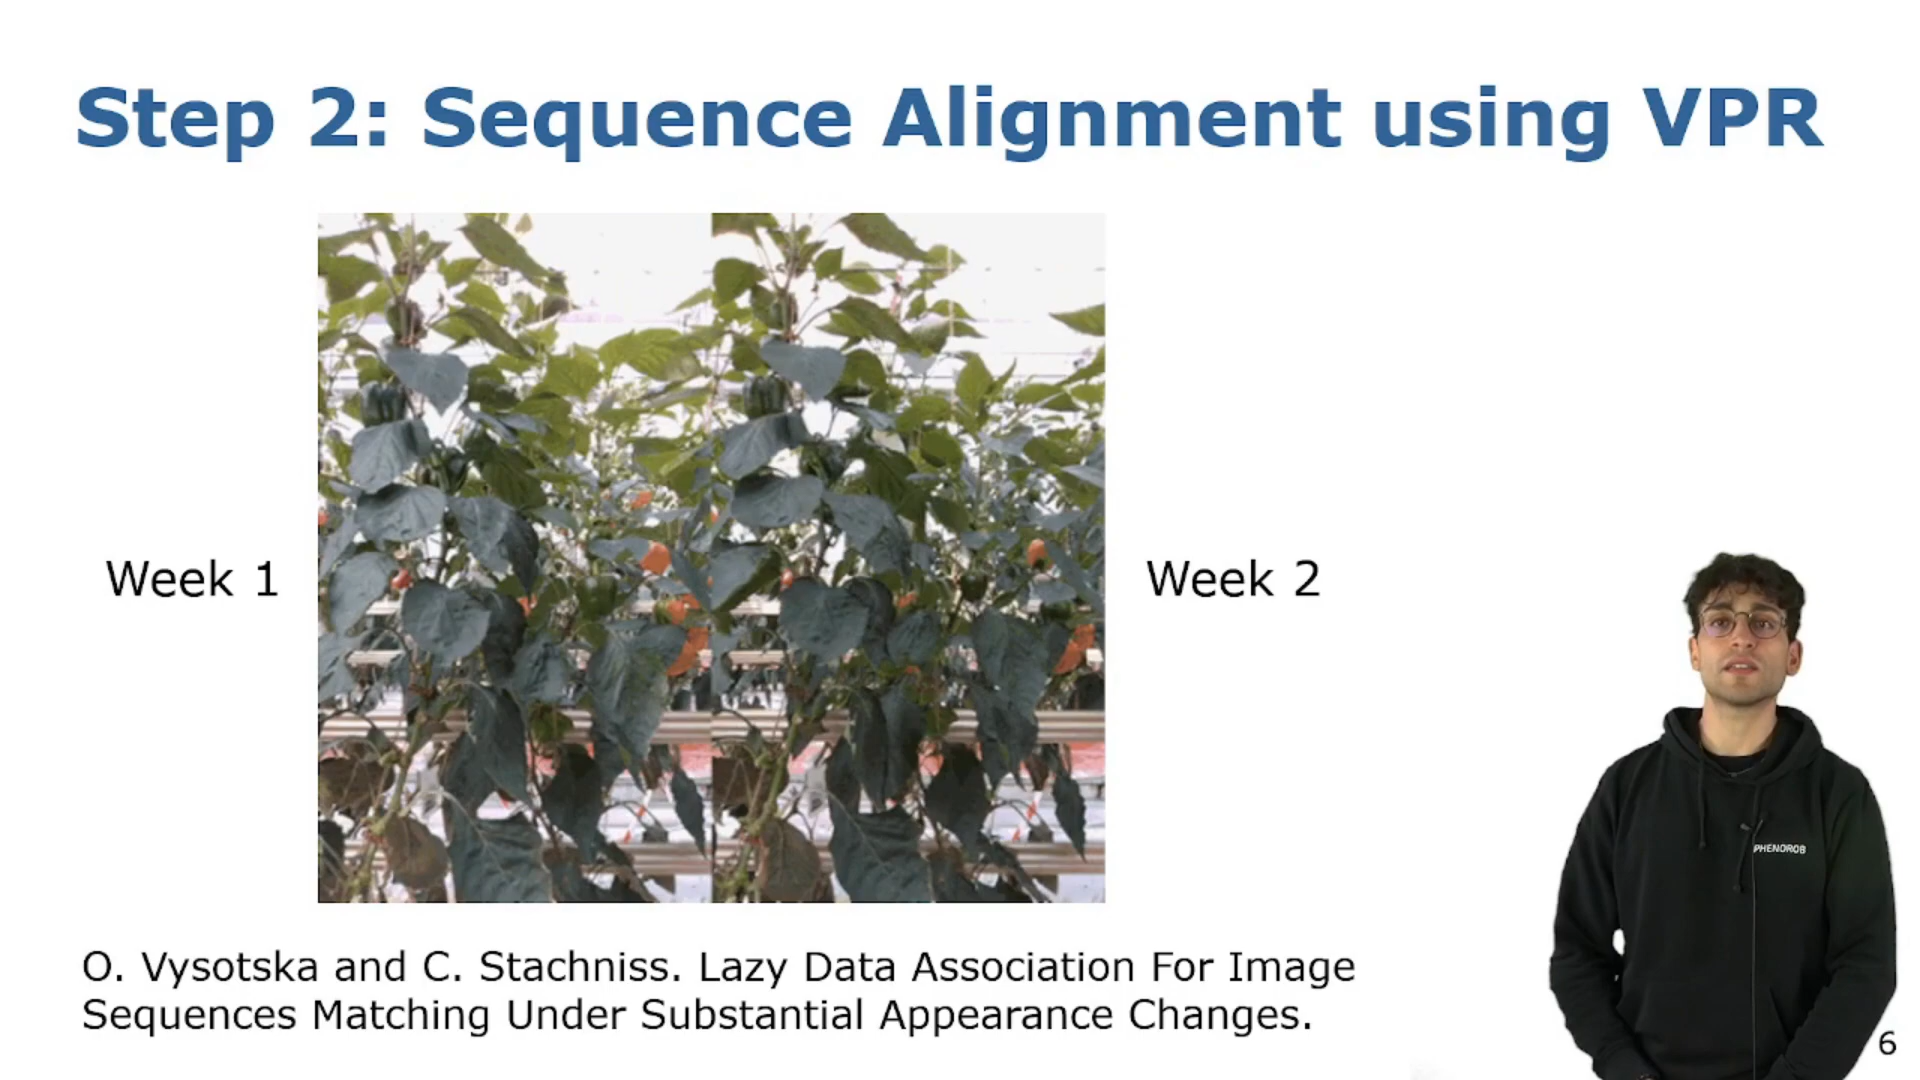 Step 2: Sequence Alignment using VPR
Week 1
Week 2
PHENOROB
O. Vysotska and C. Stachniss. Lazy Data Association For Image
Sequences Matching Under Substantial Appearance Changes.
6